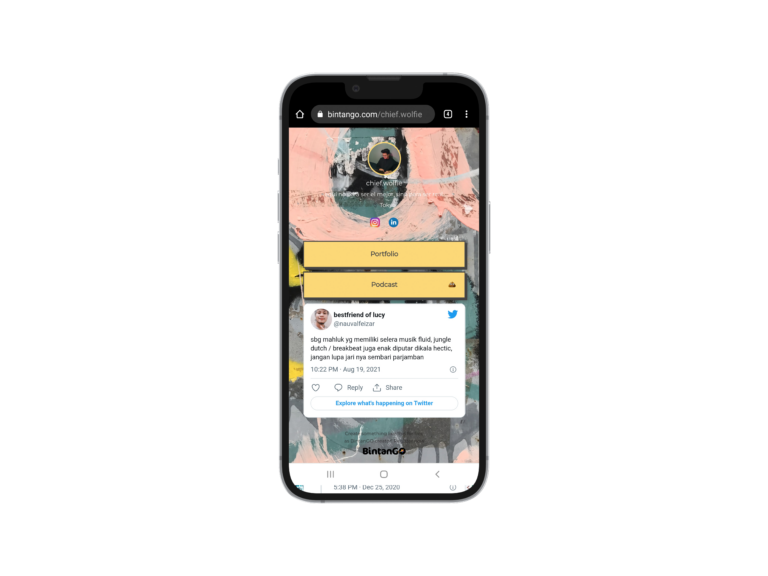 bintango.com/chief.wolfie
4
chief.wolfie
Portfolio
Podcast
bestfriend of lucy
@nauvalfeizar
sbg mahluk yg memiliki selera musik fluid, jungle
dutch / breakbeat juga enak diputar dikala hectic,
jangan lupa jari nya sembari parjamban
10:22 PM · Aug 19, 2021
Reply
Share
Explore what's happening on Twitter
BintanGO
5:38 PM · Dec 25, 2020